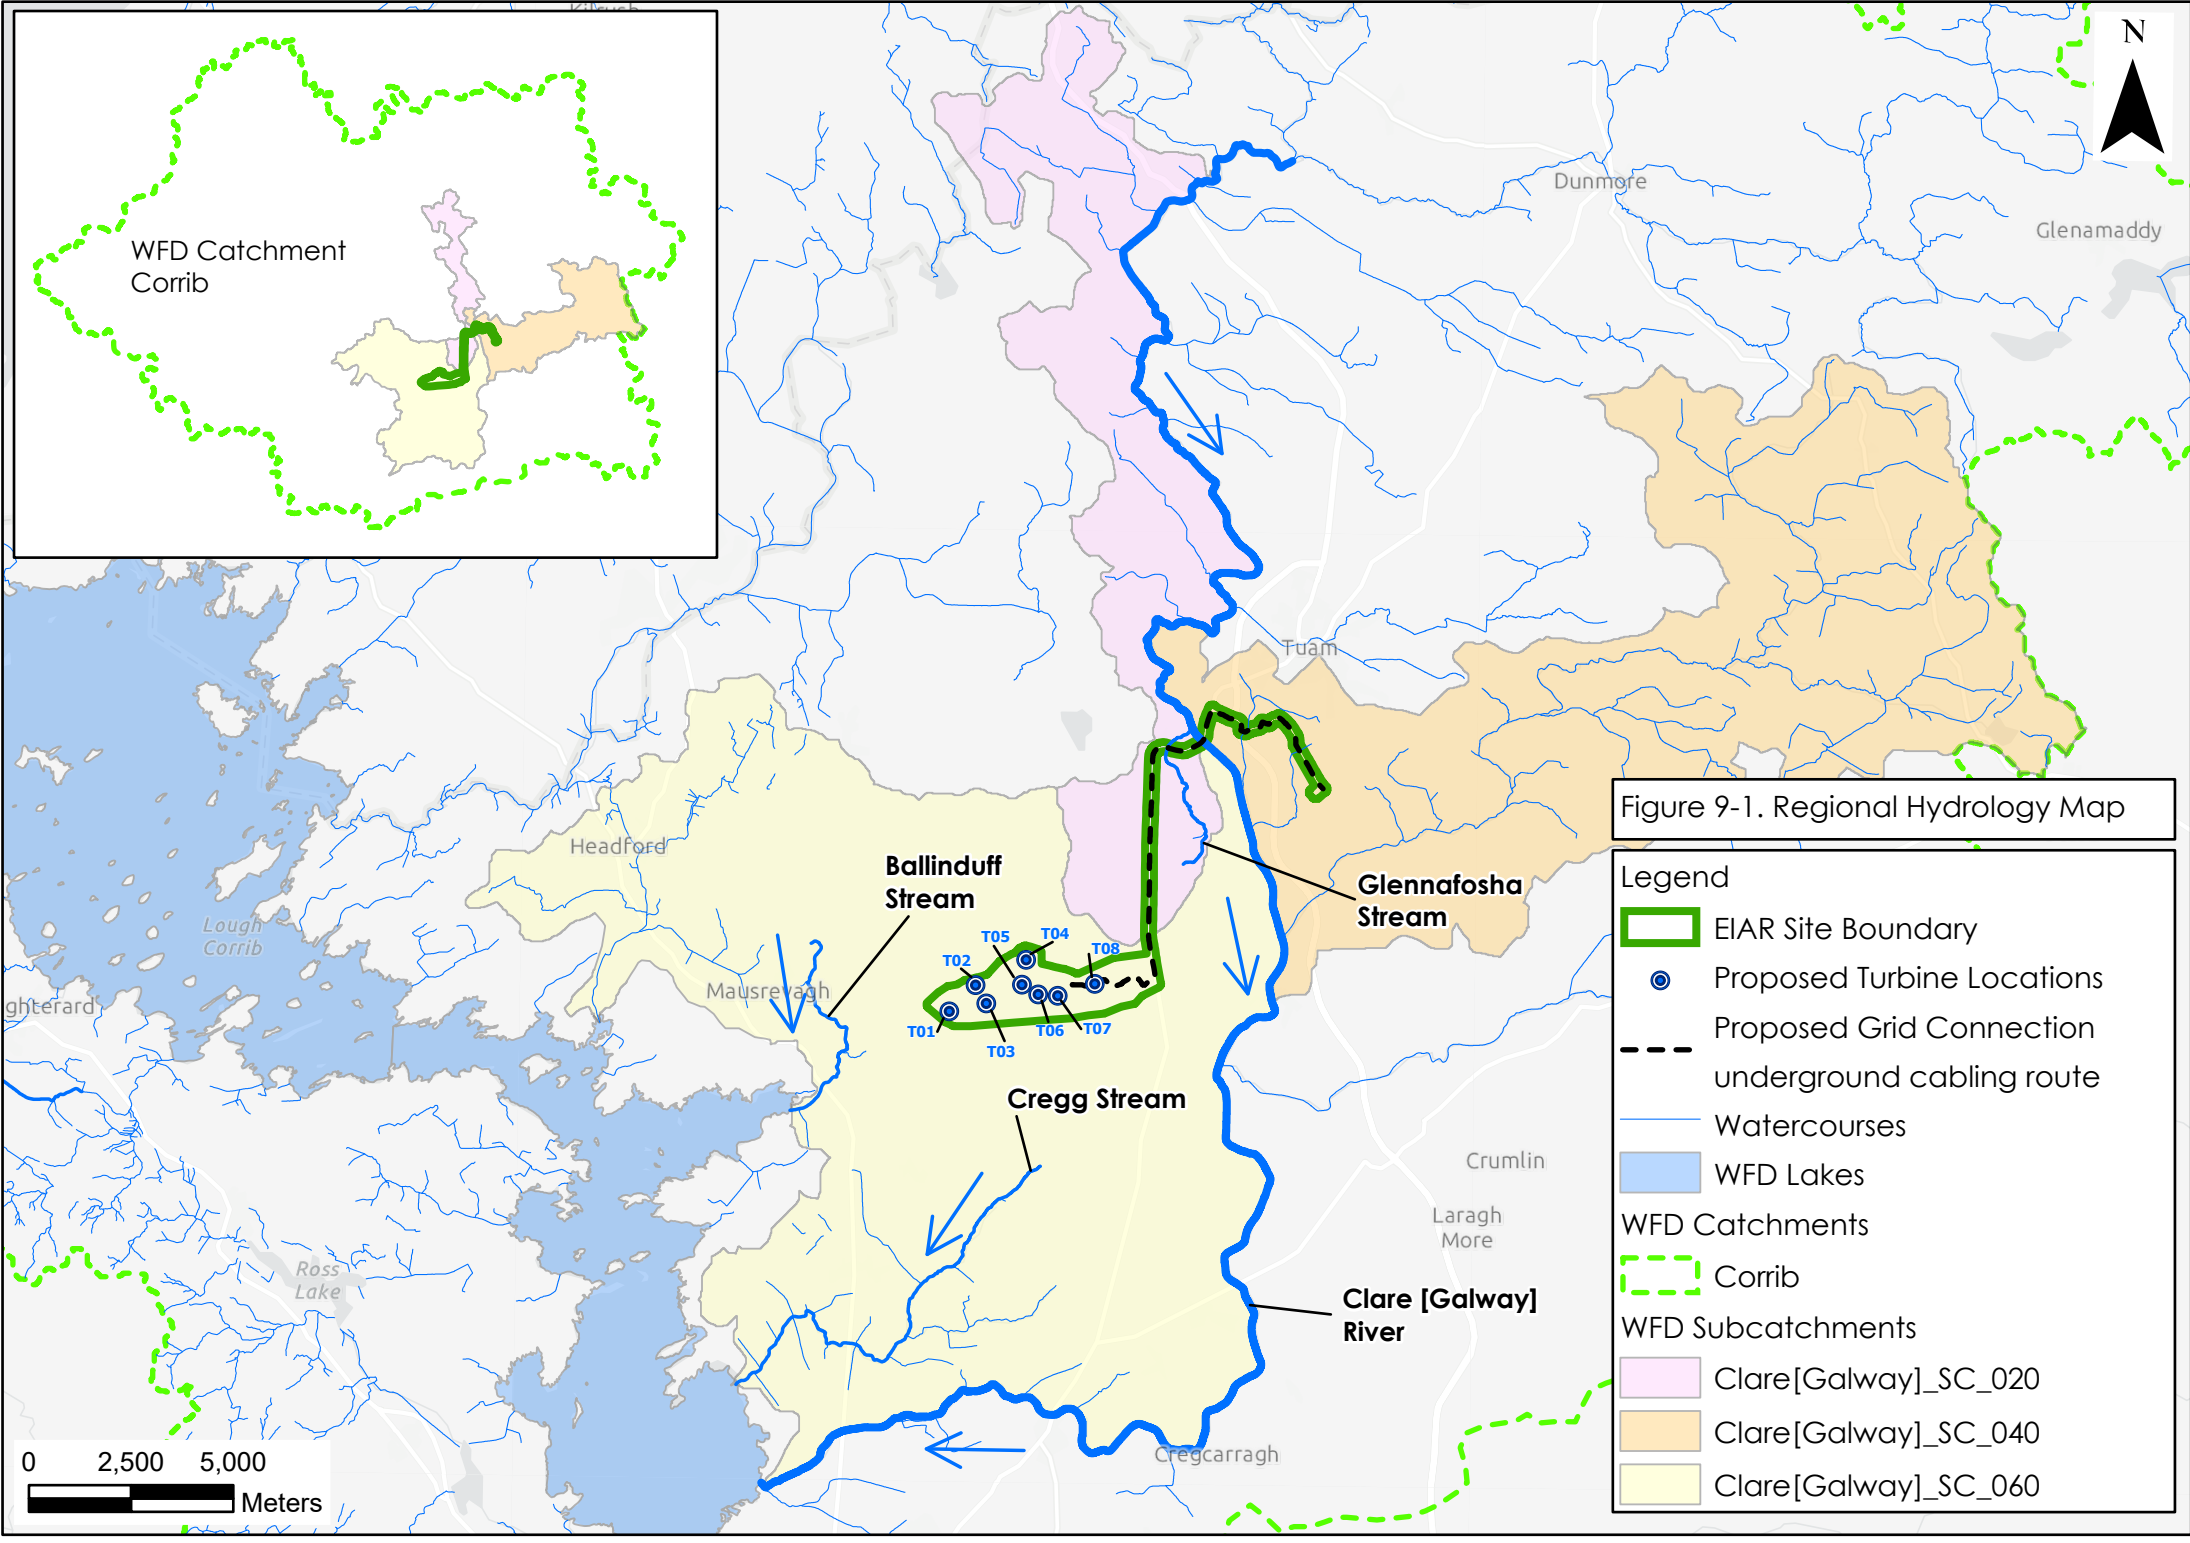 Kilrush
N
WFD Catchment
Corrib
Dunmore
Glenamaddy
Tuam
Headford
Ballinduff
Stream
Glennafosha
Stream
Lough
Corrib
Mausrevagh
ghterard
T05
T04
T02
T08
T01
T03
T06
T07
Cregg Stream
Crumlin
Laragh
More
Ross
Lake
Clare [Galway]
River
Cregcarragh
0 2,500 5,000
Meters
Figure 9-1. Regional Hydrology Map
Legend
EIAR Site Boundary
Proposed Turbine Locations
Proposed Grid Connection
underground cabling route
Watercourses
WFD Lakes
WFD Catchments
Corrib
WFD Subcatchments
Clare[Galway]_SC_020
Clare[Galway]_SC_040
Clare[Galway]_SC_060